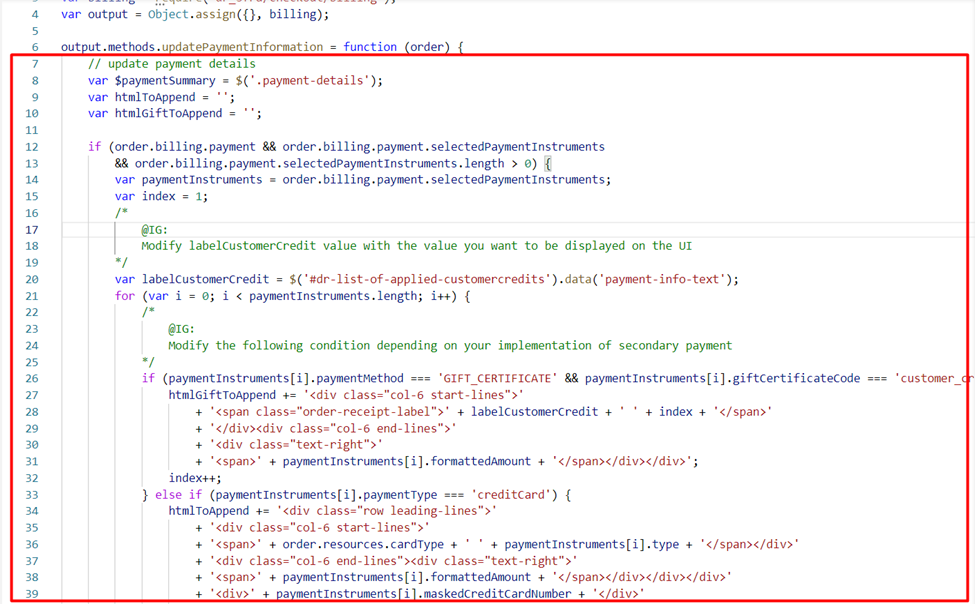 4 var output = Object.assign({}, billing);
5
6 output.methods.updatePaymentInformation = function (order) {
7 // update payment details
8 var $paymentSummary = $('.payment-details');
9 var htmlToAppend = '';
10 var htmlGiftToAppend = '';
11
12 if (order.billing.payment && order.billing.payment.selectedPaymentInstruments
13 && order.billing.payment.selectedPaymentInstruments.length > 0) {
14 var paymentInstruments = order.billing.payment.selectedPaymentInstruments;
15 var index = 1;
16 /*
17 @IG:
18 Modify labelCustomerCredit value with the value you want to be displayed on the UI
19 */
20 var labelCustomerCredit = $('#dr-list-of-applied-customercredits').data('payment-info-text');
21 for (var i = 0; i < paymentInstruments.length; i++) {
22 /*
23 @IG:
24 Modify the following condition depending on your implementation of secondary payment
25 */
26 if (paymentInstruments[i].paymentMethod === 'GIFT_CERTIFICATE' && paymentInstruments[i].giftCertificateCode ===
27 htmlGiftToAppend += '<div class="col-6 start-lines">'
28 + '<span class="order-receipt-label">' + labelCustomerCredit + ' ' + index + '</span>'
29 + '</div><div class="col-6 end-lines">'
30 + '<div class="text-right">'
31 + '<span>' + paymentInstruments[i].formattedAmount + '</span></div></div>';
32 index++;
33 } else if (paymentInstruments[i].paymentType === 'creditCard') {
34 htmlToAppend += '<div class="row leading-lines">'
35 + '<div class="col-6 start-lines">'
36 + '<span>' + order.resources.cardType + ' ' + paymentInstruments[i].type + '</span></div>'
37 + '<div class="col-6 end-lines"><div class="text-right">'
38 + '<span>' + paymentInstruments[i].formattedAmount + '</span></div></div></div>'
39 + '<div>' + paymentInstruments[i].maskedCreditCardNumber + '</div>'